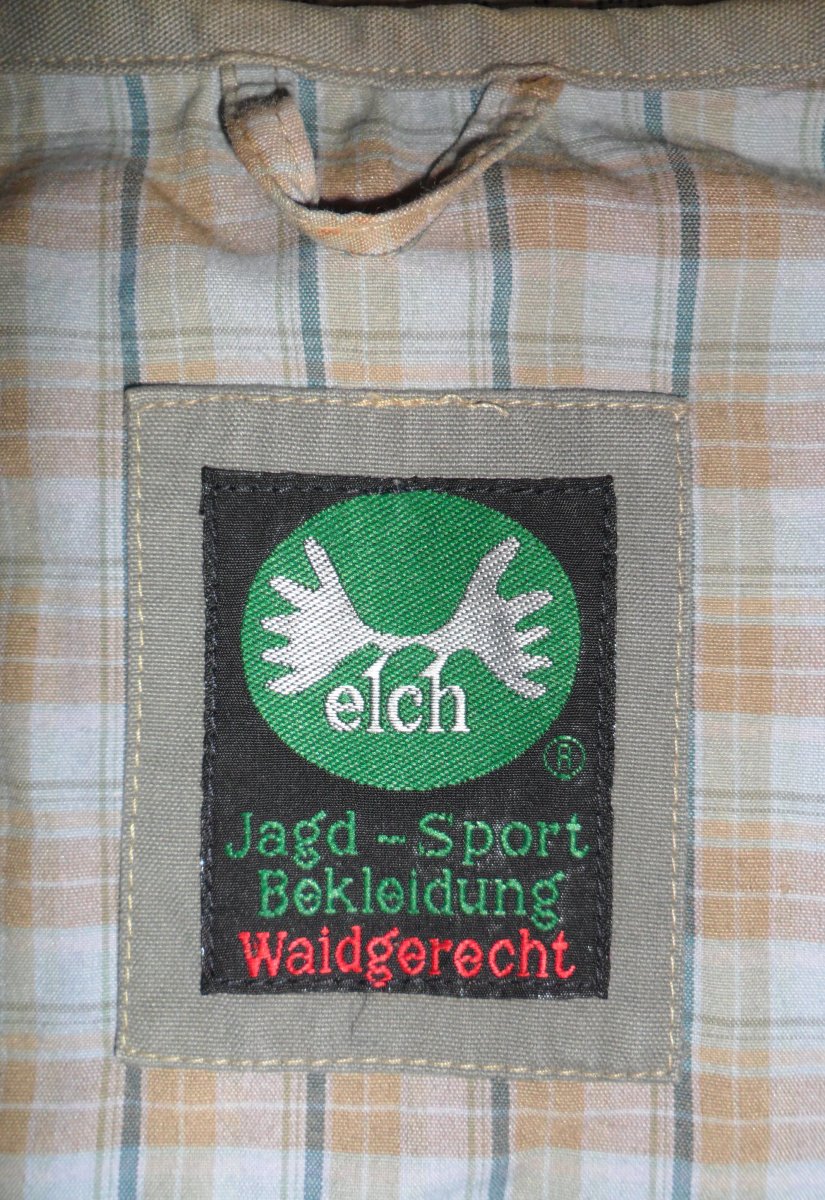 elch
®
Jagd - Sport
Bekleidung
Waidgerecht